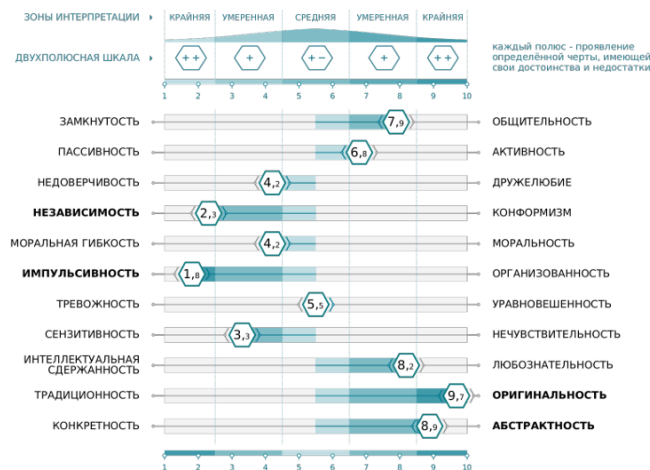 ЗОНЫ ИНТЕРПРЕТАЦИИ КРАЙНЯЯ УМЕРЕННАЯ СРЕДНЯЯ УМЕРЕННАЯ КРАЙНЯЯ
ДВУХПОЛЮСНАЯ ШКАЛА ++ + +− + ++
каждый полюс - проявление
определённой черты, имеющей
свои достоинства и недостатки
1 2 3 4 5 6 7 8 9 10
ЗАМКНУТОСТЬ 7,9 ОБЩИТЕЛЬНОСТЬ
ПАССИВНОСТЬ 6,8 АКТИВНОСТЬ
НЕДОВЕРЧИВОСТЬ 4,2 ДРУЖЕЛЮБИЕ
НЕЗАВИСИМОСТЬ 2,3 КОНФОРМИЗМ
МОРАЛЬНАЯ ГИБКОСТЬ 4,2 МОРАЛЬНОСТЬ
ИМПУЛЬСИВНОСТЬ 1,8 ОРГАНИЗОВАННОСТЬ
ТРЕВОЖНОСТЬ 5,5 УРАВНОВЕШЕННОСТЬ
СЕНЗИТИВНОСТЬ 3,3 НЕЧУВСТВИТЕЛЬНОСТЬ
ИНТЕЛЛЕКТУАЛЬНАЯ
СДЕРЖАННОСТЬ 8,2 ЛЮБОЗНАТЕЛЬНОСТЬ
ТРАДИЦИОННОСТЬ 9,7 ОРИГИНАЛЬНОСТЬ
КОНКРЕТНОСТЬ 8,9 АБСТРАКТНОСТЬ
1 2 3 4 5 6 7 8 9 10